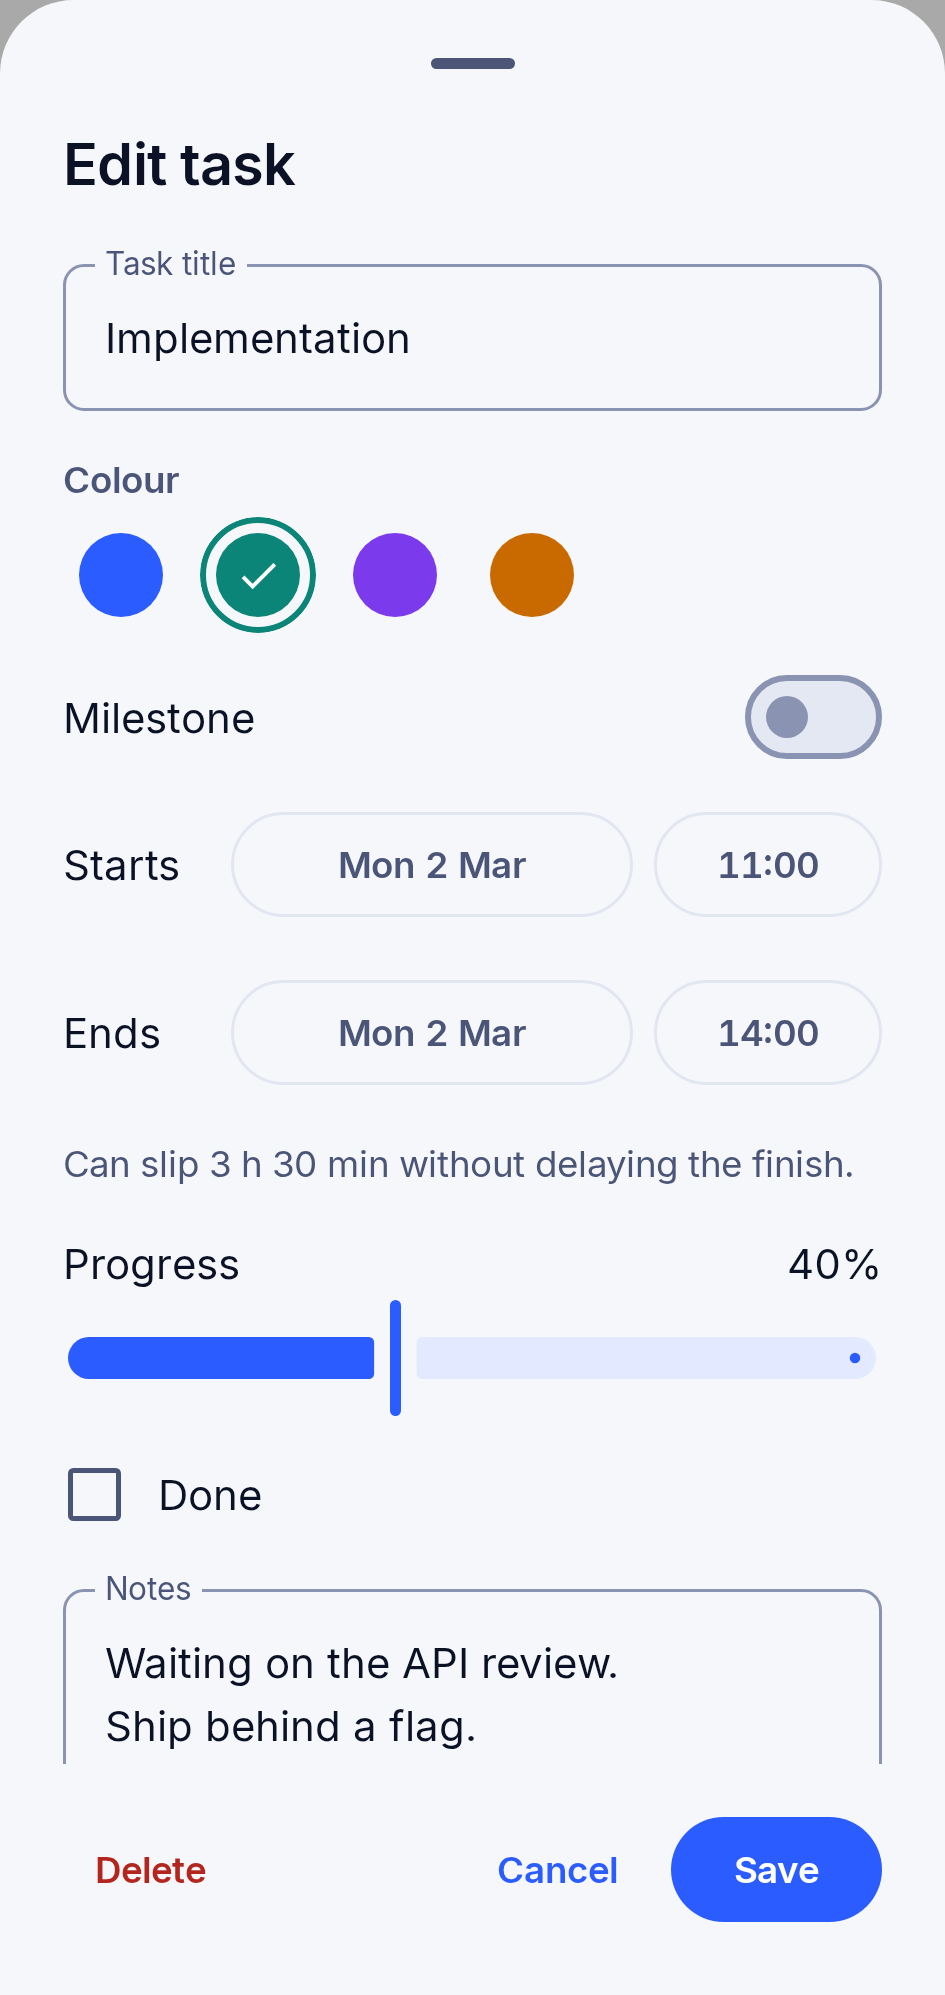 Edit task
Task title
Implementation
Colour
Milestone
Starts Mon 2 Mar 11:00
Ends Mon 2 Mar 14:00
Can slip 3 h 30 min without delaying the finish.
Progress 40%
Done
Notes
Waiting on the API review.
Ship behind a flag.
Delete Cancel Save